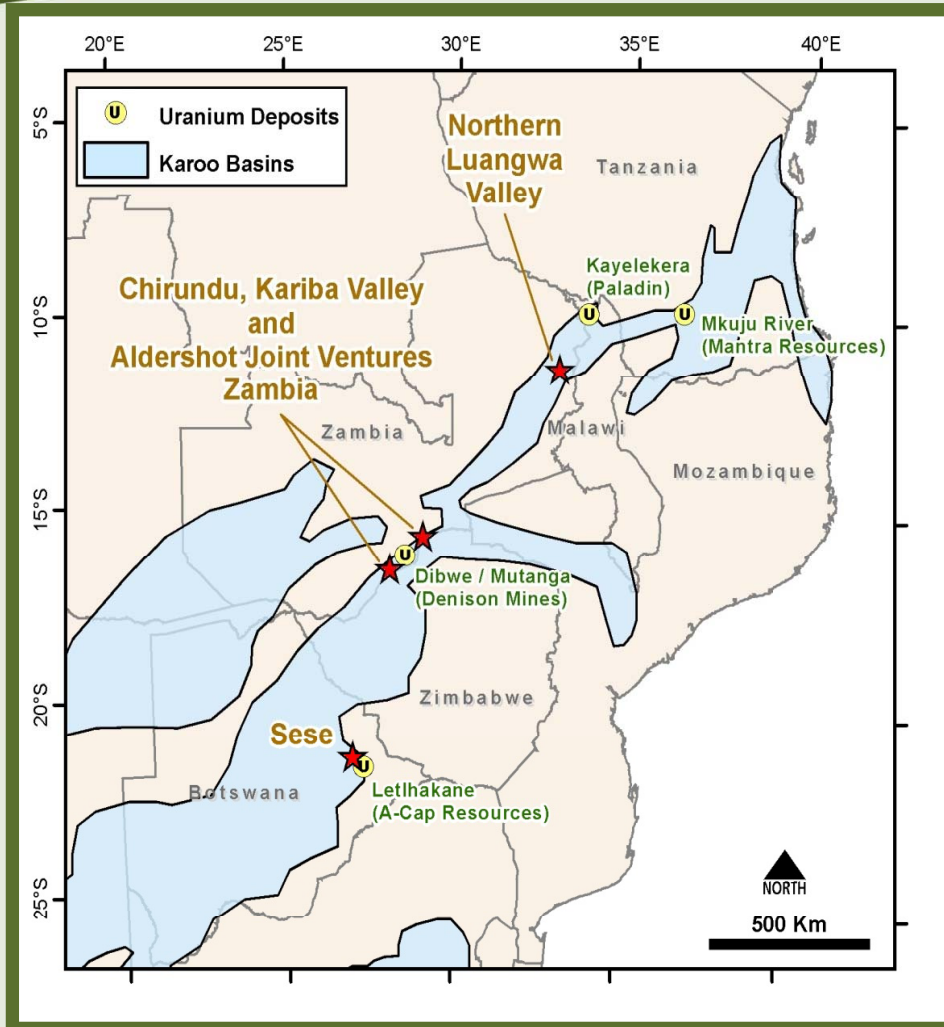 20°E
25°E
30°E
35°E
40°E
5°S
10°S
15°S
20°S
25°S
U Uranium Deposits
Karoo Basins
Northern
Luangwa
Valley
Tanzania
Kayelekera
(Paladin)
U
U
Mkuju River
(Mantra Resources)
Chirundu, Kariba Valley
and
Aldershot Joint Ventures
Zambia
Zambia
Malawi
Mozambique
U
Dibwe / Mutanga
(Denison Mines)
Zimbabwe
Sese
U
Botswana
Letlhakane
(A-Cap Resources)
NORTH
500 Km